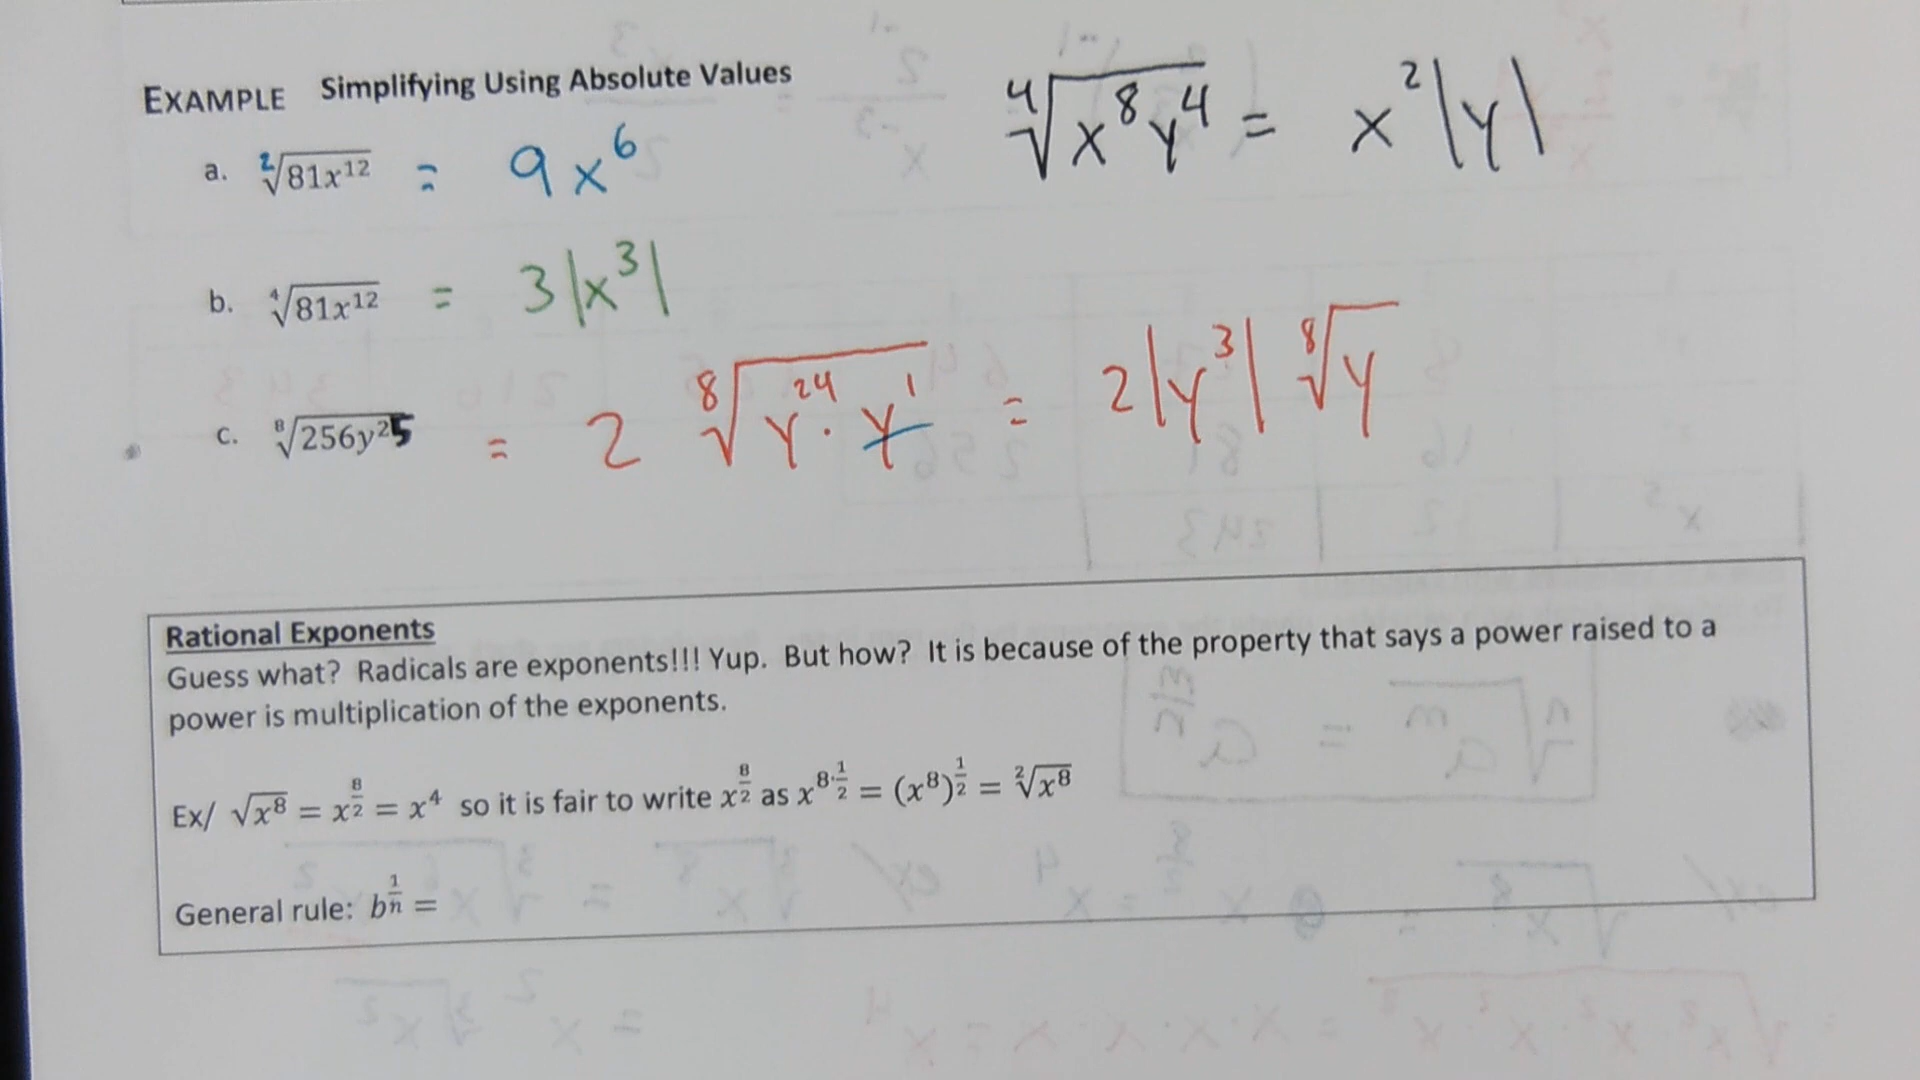 EXAMPLE Simplifying Using Absolute Values
⁴√(x⁸y⁴) = x²|y|
a. ²√(81x¹²) = 9x⁶
b. ⁴√(81x¹²) = 3|x³|
c. ⁸√(256y²⁵) = 2 ⁸√(y²⁴ · y¹) = 2|y³| ⁸√y
Rational Exponents
Guess what? Radicals are exponents!!! Yup. But how? It is because of the property that says a power raised to a
power is multiplication of the exponents.
Ex/ √(x⁸) = x^(8/2) = x⁴ so it is fair to write x^(8/2) as x^(8·1/2) = (x⁸)^(1/2) = ²√(x⁸)
General rule: b^(1/n) =